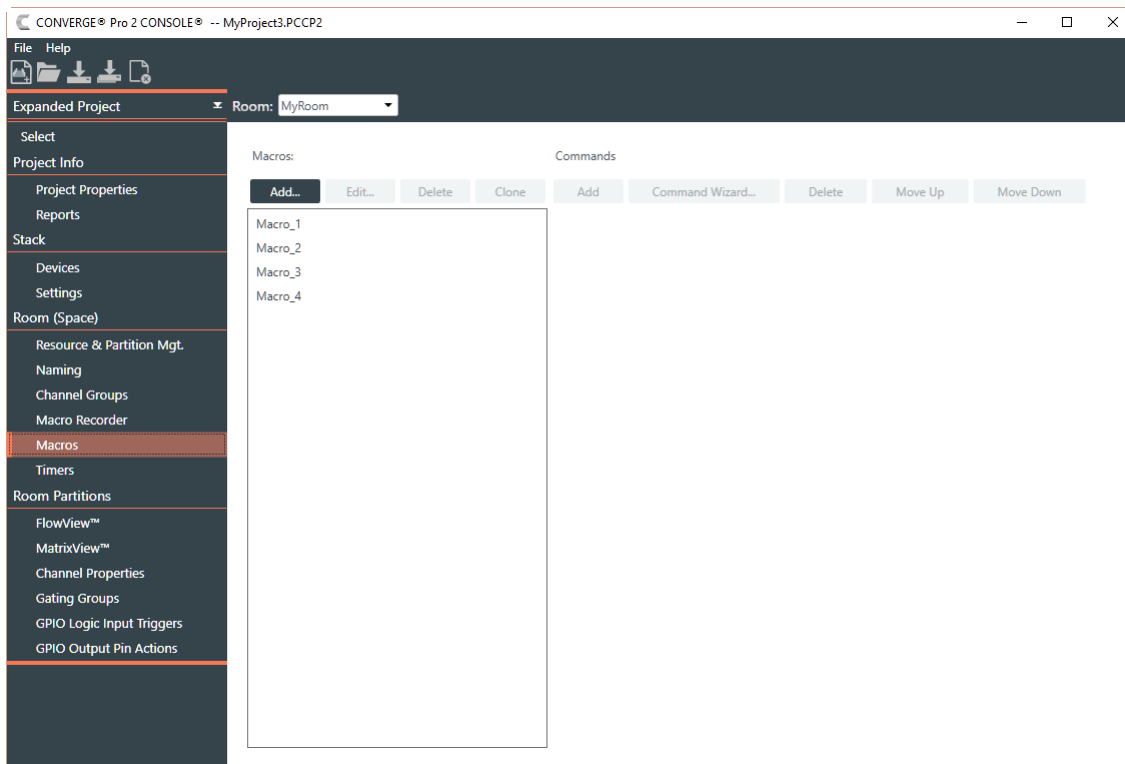 CONVERGE® Pro 2 CONSOLE® -- MyProject3.PCCP2
File Help
Expanded Project
Room: MyRoom
Select
Project Info
Project Properties
Reports
Stack
Devices
Settings
Room (Space)
Resource & Partition Mgt.
Naming
Channel Groups
Macro Recorder
Macros
Timers
Room Partitions
FlowView™
MatrixView™
Channel Properties
Gating Groups
GPIO Logic Input Triggers
GPIO Output Pin Actions
Macros:
Commands
Add... Edit... Delete Clone Add Command Wizard... Delete Move Up Move Down
Macro_1
Macro_2
Macro_3
Macro_4